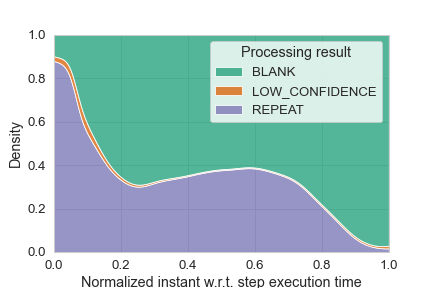 1.0
0.8
0.6
0.4
0.2
0.0
Density
Processing result
BLANK
LOW_CONFIDENCE
REPEAT
0.0 0.2 0.4 0.6 0.8 1.0
Normalized instant w.r.t. step execution time